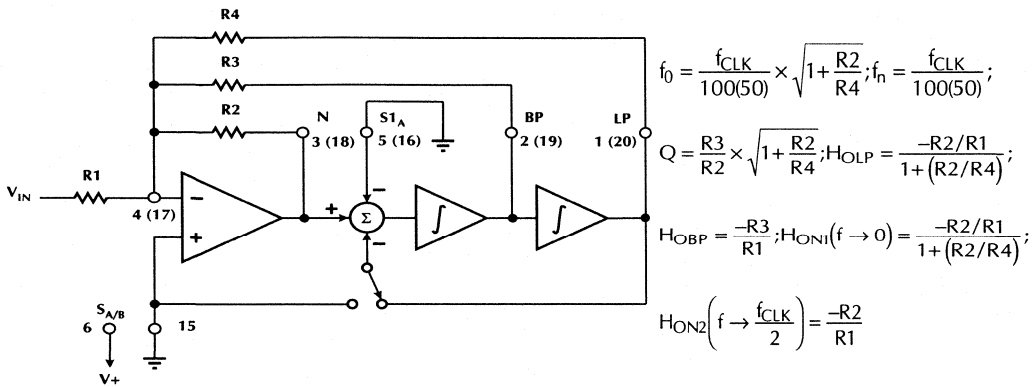 R4
R3
R2
N
3 (18)
S1A
5 (16)
BP
2 (19)
LP
1 (20)
R1
VIN
4 (17)
−
+
+
−
Σ
−
∫
∫
SA/B
6
15
V+
f0 = fCLK/100(50) × √1+R2/R4; fn = fCLK/100(50);
Q = R3/R2 × √1+R2/R4; HOLP = −R2/R1/1+(R2/R4);
HOBP = −R3/R1; HON1(f → 0) = −R2/R1/1+(R2/R4);
HON2(f → fCLK/2) = −R2/R1